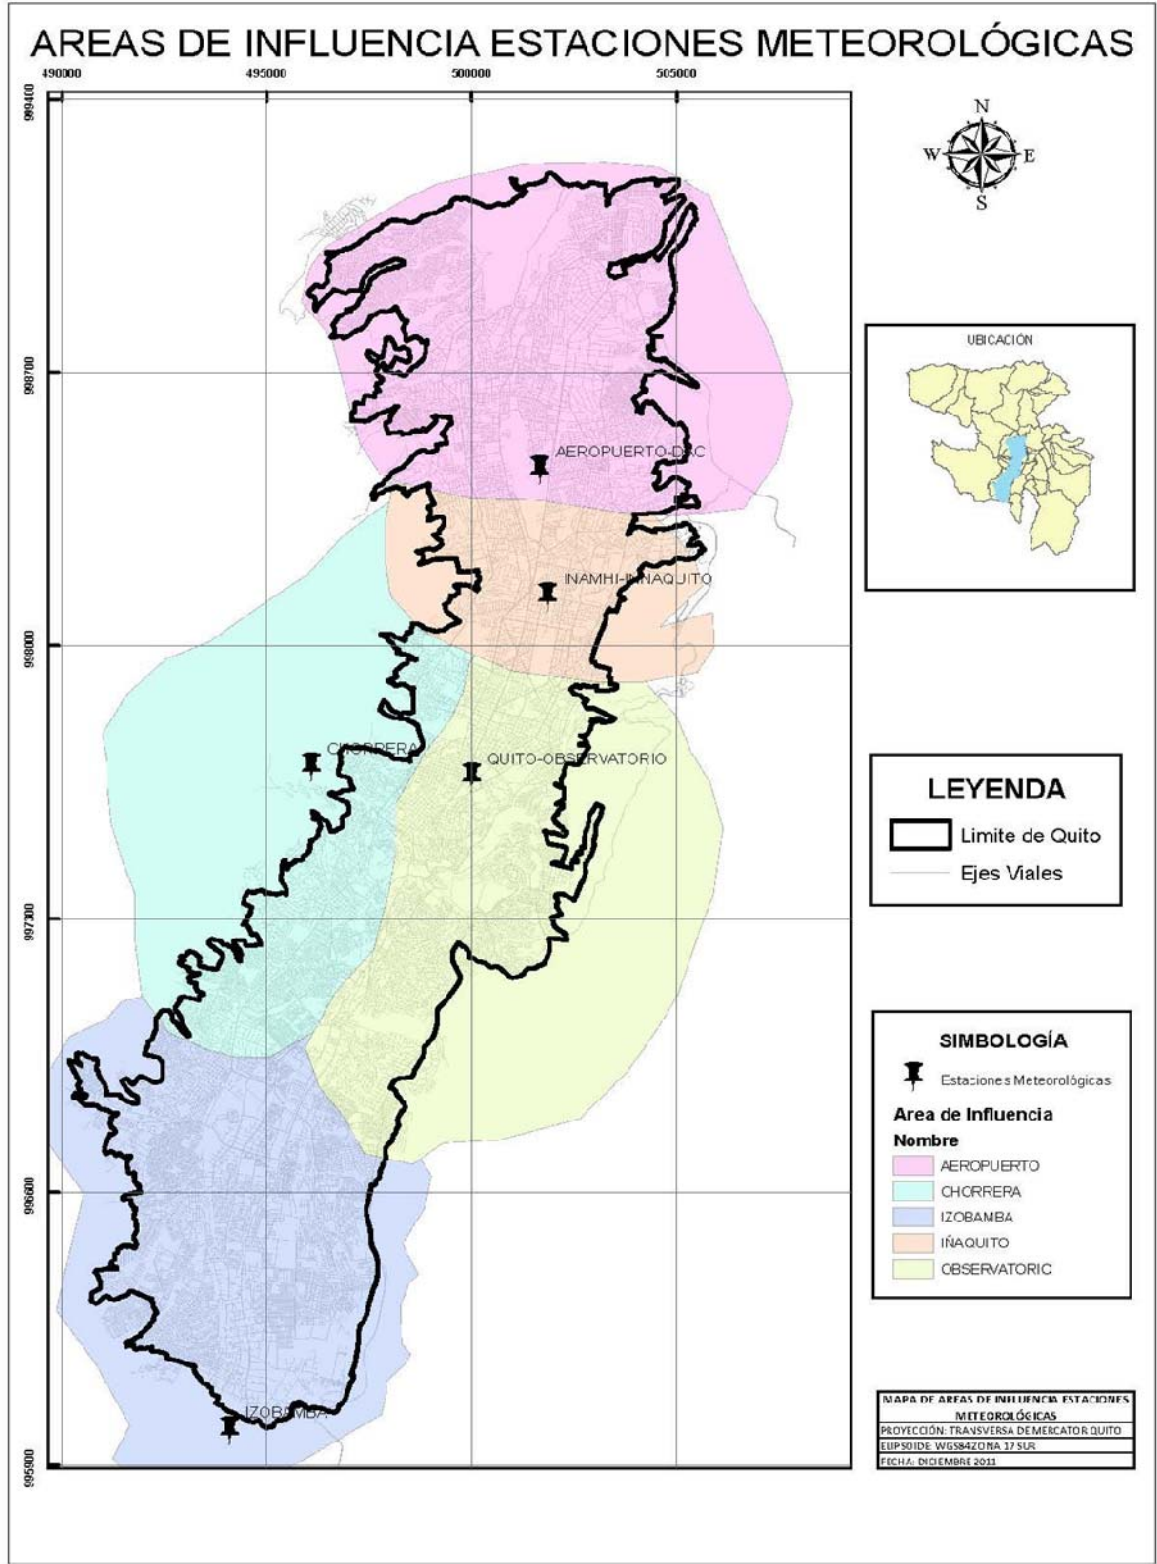 AREAS DE INFLUENCIA ESTACIONES METEOROLÓGICAS
490000 495000 500000 505000
999400
N
W E
S
998700
UBICACIÓN
AEROPUERTO-DAC
INAMHI-INNAQUITO
998000
CHORRERA
QUITO-OBSERVATORIO
LEYENDA
Limite de Quito
Ejes Viales
997300
SIMBOLOGÍA
Estaciones Meteorológicas
Area de Influencia
Nombre
AEROPUERTO
996600
CHORRERA
IZOBAMBA
IÑAQUITO
OBSERVATORIO
IZOBAMBA
MAPA DE AREAS DE INFLUENCIA ESTACIONES
METEOROLÓGICAS
PROYECCIÓN: TRANSVERSA DE MERCATOR QUITO
ELIPSOIDE: WGS84 ZONA 17 SUR
FECHA: DICIEMBRE 2011
995900